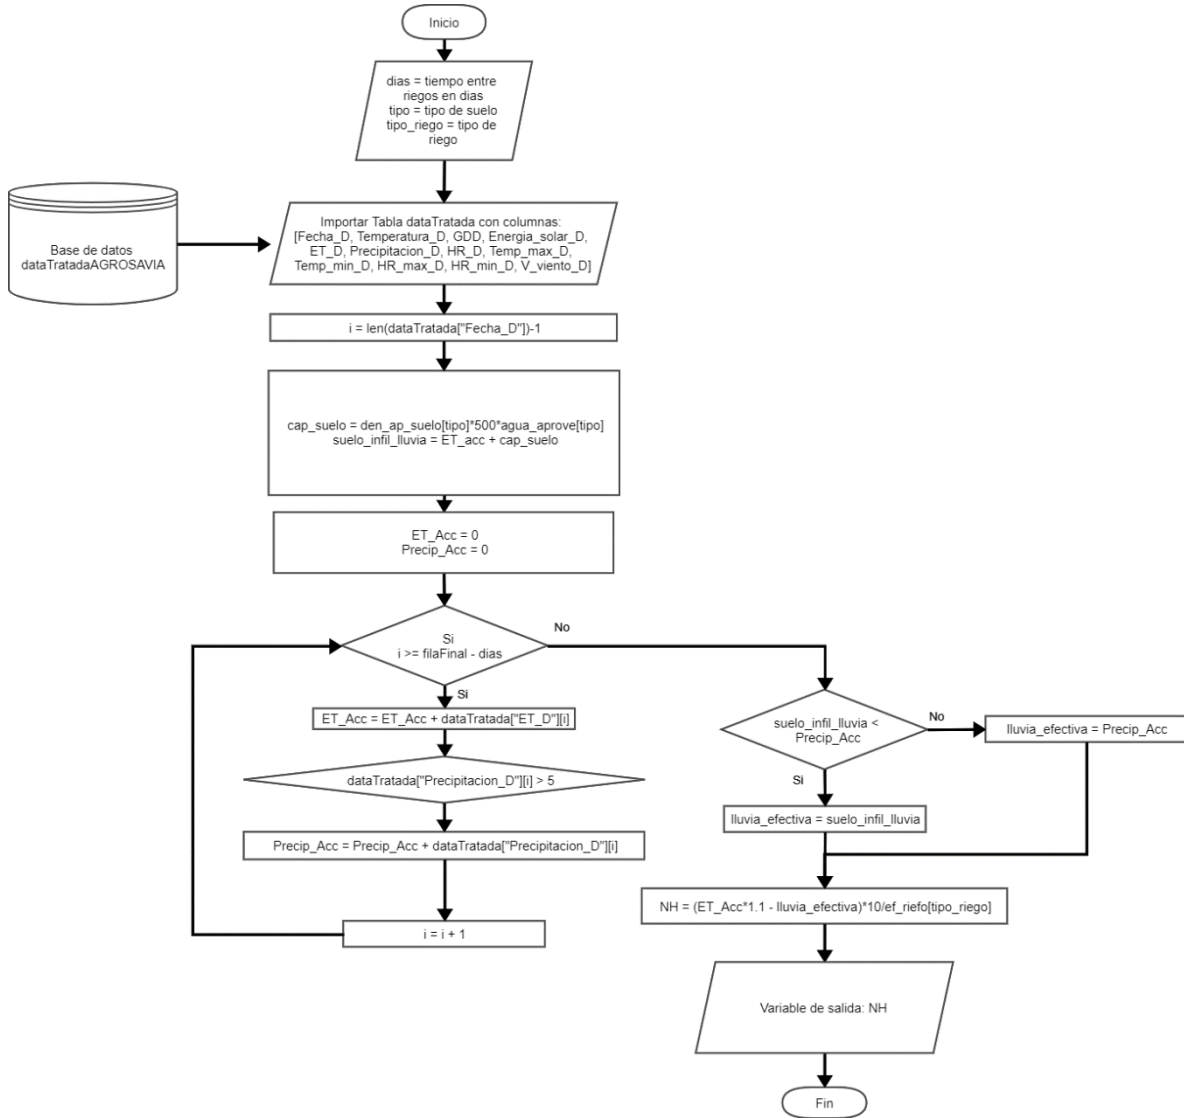 Inicio
dias = tiempo entre
riegos en dias
tipo = tipo de suelo
tipo_riego = tipo de
riego
Base de datos
dataTratadaAGROSAVIA
Importar Tabla dataTratada con columnas:
[Fecha_D, Temperatura_D, GDD, Energia_solar_D,
ET_D, Precipitacion_D, HR_D, Temp_max_D,
Temp_min_D, HR_max_D, HR_min_D, V_viento_D]
i = len(dataTratada["Fecha_D"])-1
cap_suelo = den_ap_suelo[tipo]*500*agua_aprove[tipo]
suelo_infil_lluvia = ET_acc + cap_suelo
ET_Acc = 0
Precip_Acc = 0
Si
i >= filaFinal - dias
No
Si
ET_Acc = ET_Acc + dataTratada["ET_D"][i]
dataTratada["Precipitacion_D"][i] > 5
Precip_Acc = Precip_Acc + dataTratada["Precipitacion_D"][i]
i = i + 1
suelo_infil_lluvia <
Precip_Acc
No
lluvia_efectiva = Precip_Acc
Si
lluvia_efectiva = suelo_infil_lluvia
NH = (ET_Acc*1.1 - lluvia_efectiva)*10/ef_riefo[tipo_riego]
Variable de salida: NH
Fin